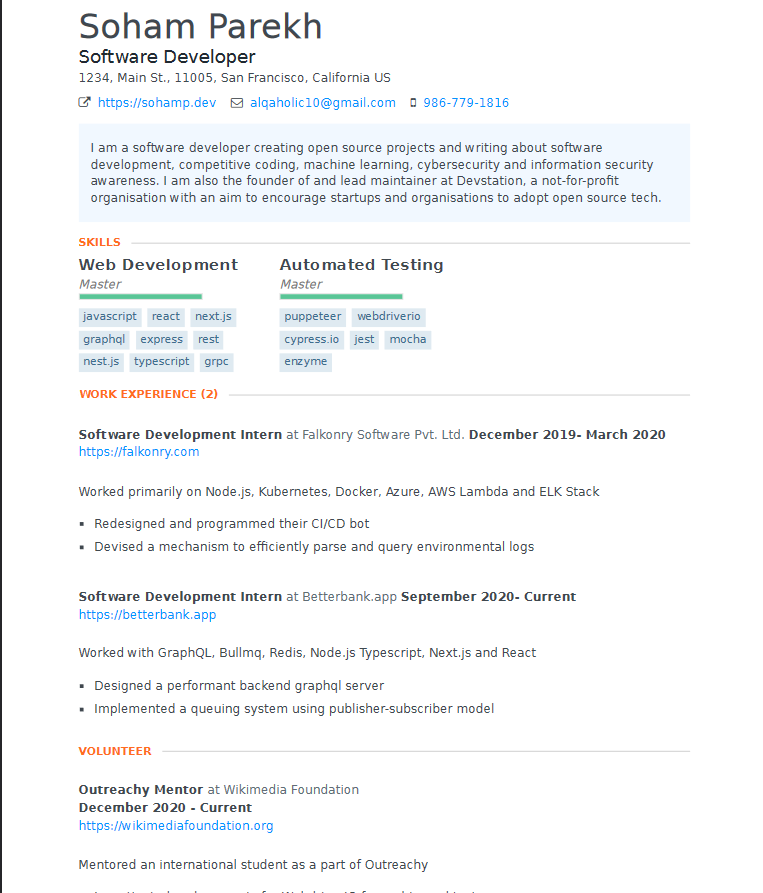 Soham Parekh
Software Developer
1234, Main St., 11005, San Francisco, California US
https://sohamp.dev alqaholic10@gmail.com 986-779-1816
I am a software developer creating open source projects and writing about software
development, competitive coding, machine learning, cybersecurity and information security
awareness. I am also the founder of and lead maintainer at Devstation, a not-for-profit
organisation with an aim to encourage startups and organisations to adopt open source tech.
SKILLS
Web Development
Master
javascript react next.js
graphql express rest
nest.js typescript grpc
Automated Testing
Master
puppeteer webdriverio
cypress.io jest mocha
enzyme
WORK EXPERIENCE (2)
Software Development Intern at Falkonry Software Pvt. Ltd. December 2019- March 2020
https://falkonry.com
Worked primarily on Node.js, Kubernetes, Docker, Azure, AWS Lambda and ELK Stack
▪ Redesigned and programmed their CI/CD bot
▪ Devised a mechanism to efficiently parse and query environmental logs
Software Development Intern at Betterbank.app September 2020- Current
https://betterbank.app
Worked with GraphQL, Bullmq, Redis, Node.js Typescript, Next.js and React
▪ Designed a performant backend graphql server
▪ Implemented a queuing system using publisher-subscriber model
VOLUNTEER
Outreachy Mentor at Wikimedia Foundation
December 2020 - Current
https://wikimediafoundation.org
Mentored an international student as a part of Outreachy